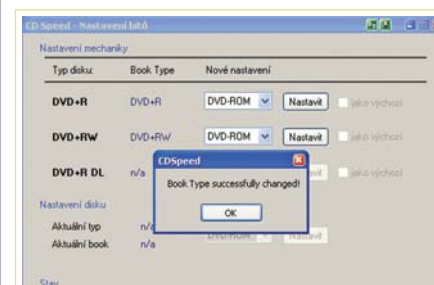 CD Speed - Nastavení bitů
Nastavení mechaniky
Typ disku: Book Type Nové nastavení
DVD+R DVD+R DVD-ROM Nastavit jako výchozí
DVD+RW DVD+RW DVD-ROM Nastavit jako výchozí
CDSpeed
DVD+R DL n/a jako výchozí
Book Type successfully changed!
Nastavení disku
OK
Aktuální typ n/a
DVD-ROM Nastavit
Aktuální book n/a
Stav